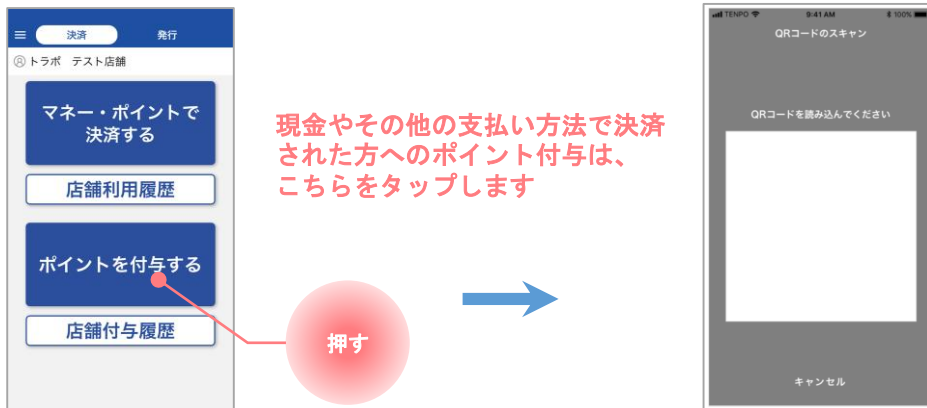 決済 発行
トラポ テスト店舗
マネー・ポイントで
決済する
店舗利用履歴
ポイントを付与する
店舗付与履歴
現金やその他の支払い方法で決済
された方へのポイント付与は、
こちらをタップします
押す
TENPO 9:41 AM 100%
QRコードのスキャン
QRコードを読み込んでください
キャンセル